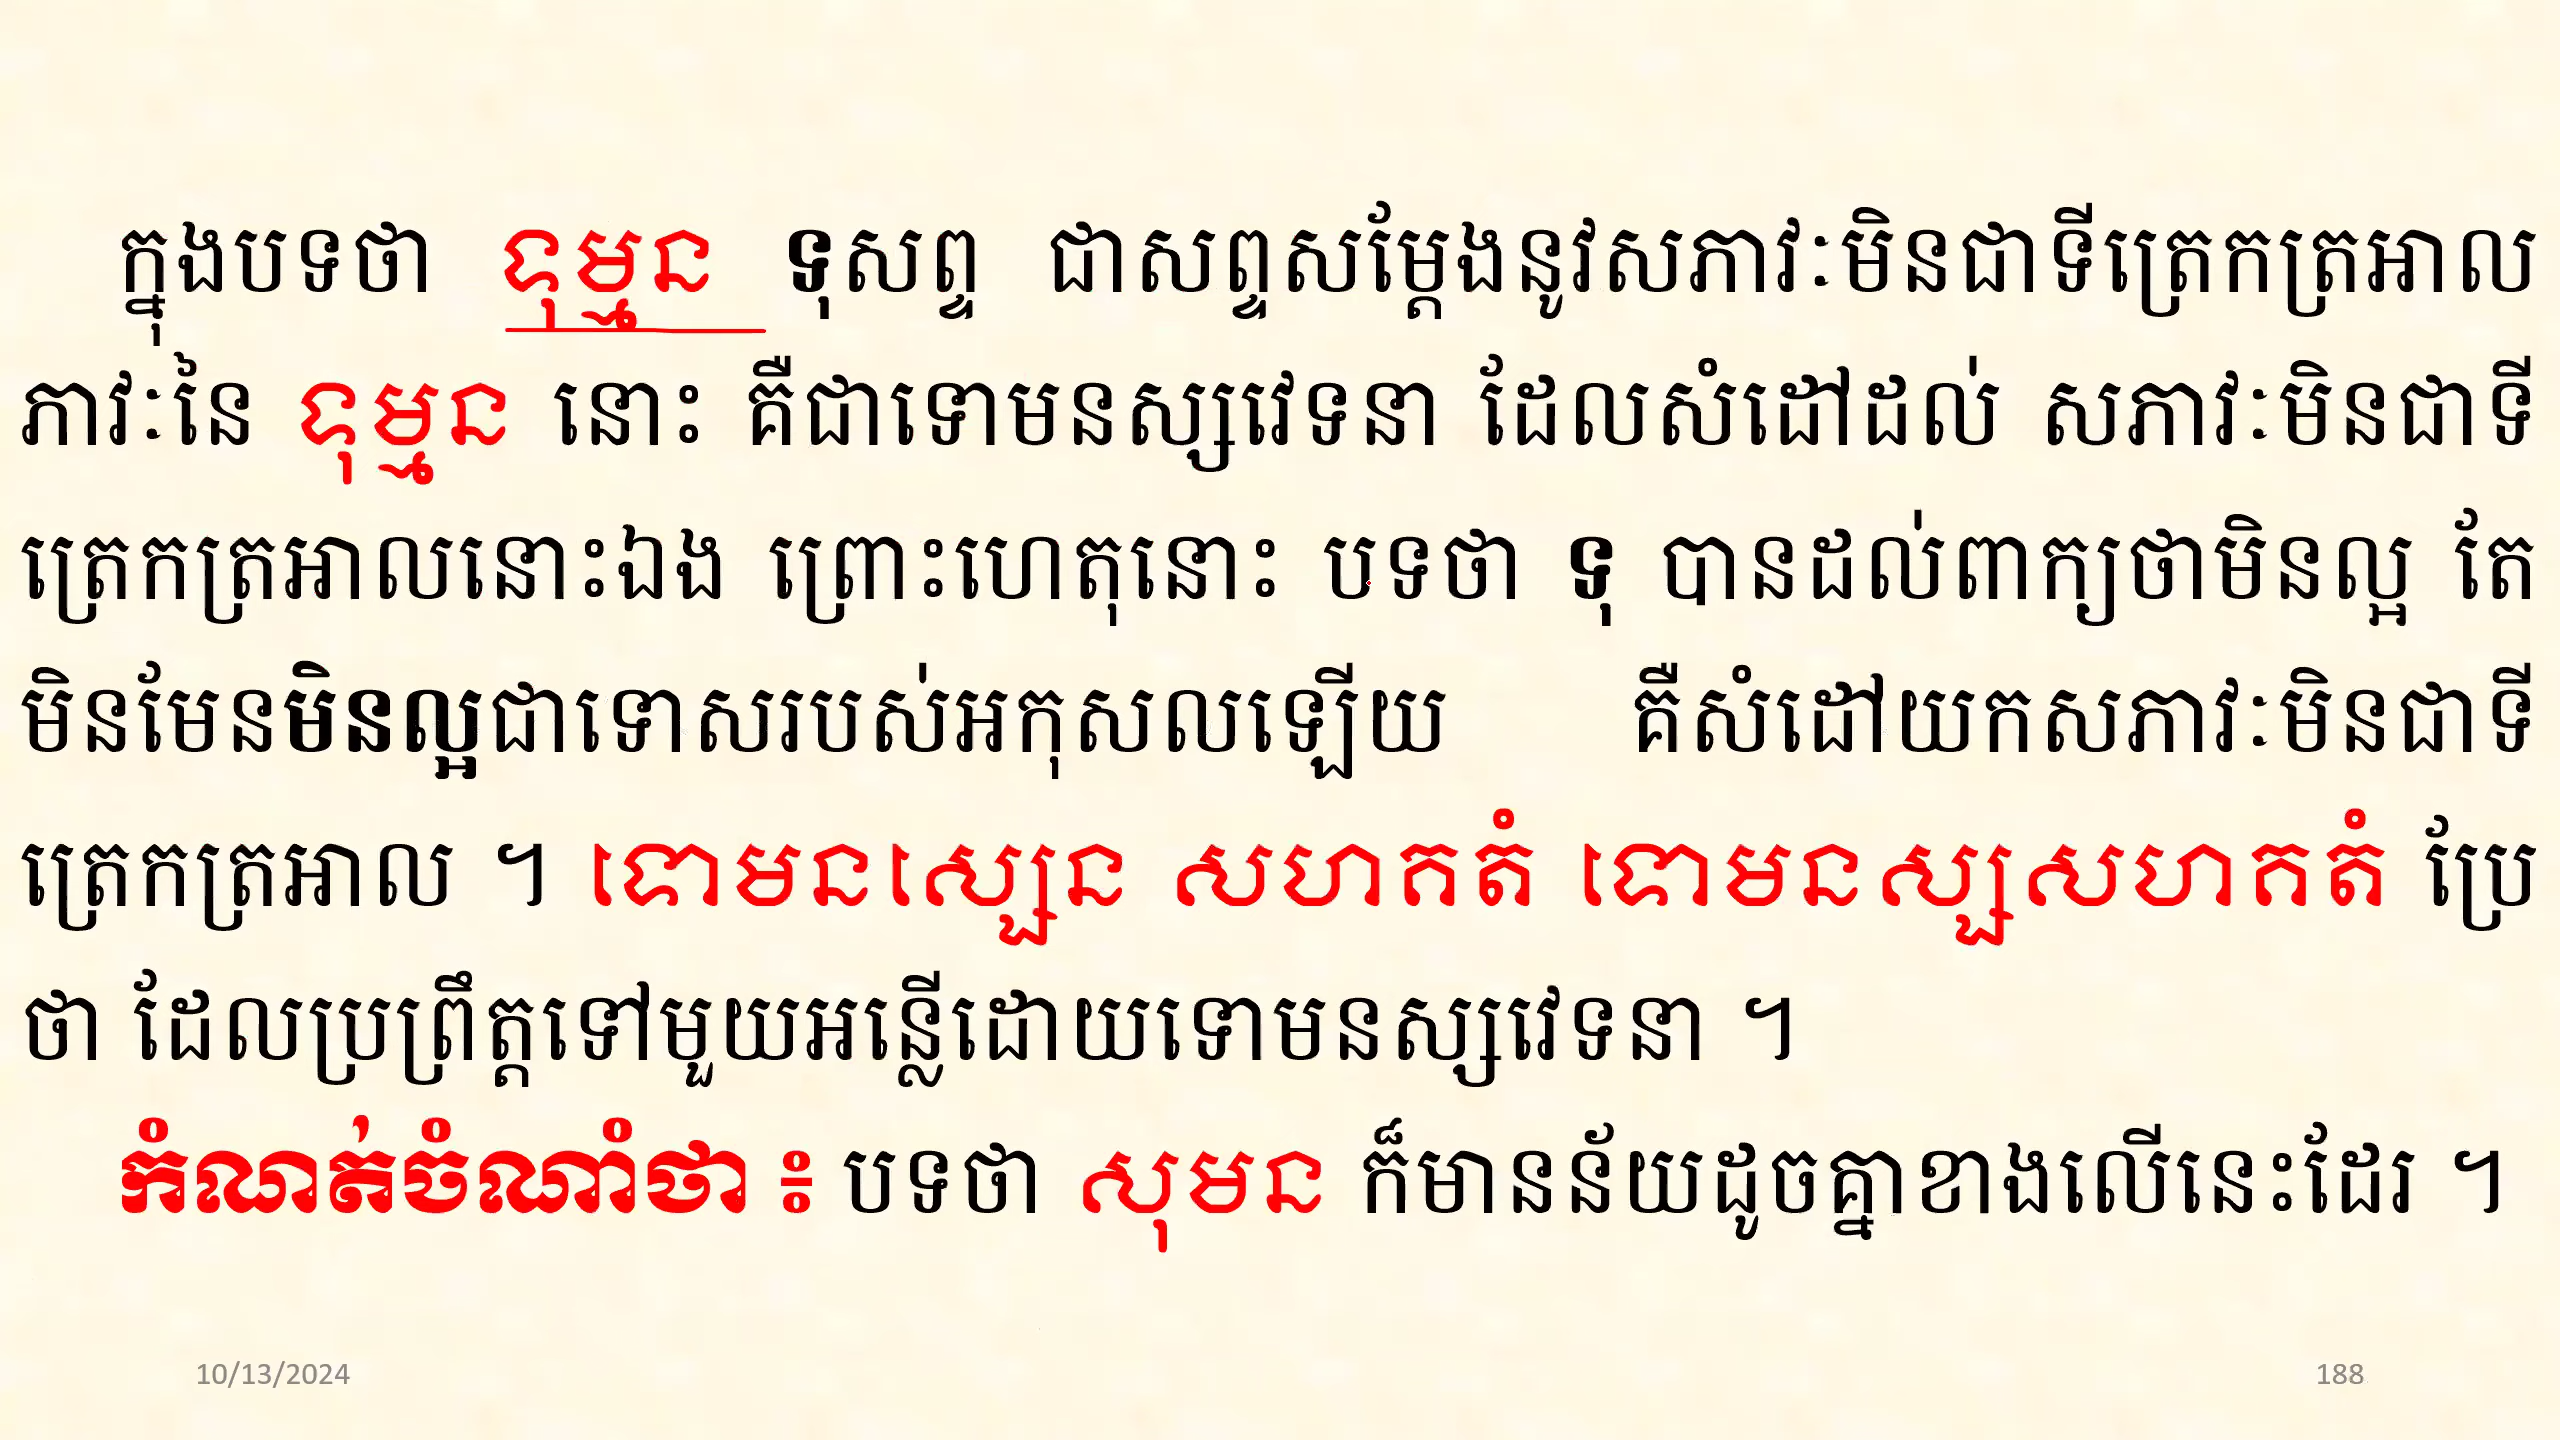 ក្នុងបទថា ទុម្មន ទុសព្ទ ជាសព្ទសម្ដែងនូវសភាវៈមិនជាទីត្រេកត្រអាល
ភាវៈនៃ ទុម្មន នោះ គឺជាទោមនស្សវេទនា ដែលសំដៅដល់ សភាវៈមិនជាទី
ត្រេកត្រអាលនោះឯង ព្រោះហេតុនោះ បទថា ទុ បានដល់ពាក្យថាមិនល្អ តែ
មិនមែនមិនល្អជាទោសរបស់អកុសលឡើយ គឺសំដៅយកសភាវៈមិនជាទី
ត្រេកត្រអាល ។ ទោមនស្សេន សហគតំ ទោមនស្សសហគតំ ប្រែ
ថា ដែលប្រព្រឹត្តទៅមួយអន្លើដោយទោមនស្សវេទនា ។
កំណត់ចំណាំថា ៖ បទថា សុមន ក៏មានន័យដូចគ្នាខាងលើនេះដែរ ។
10/13/2024 188